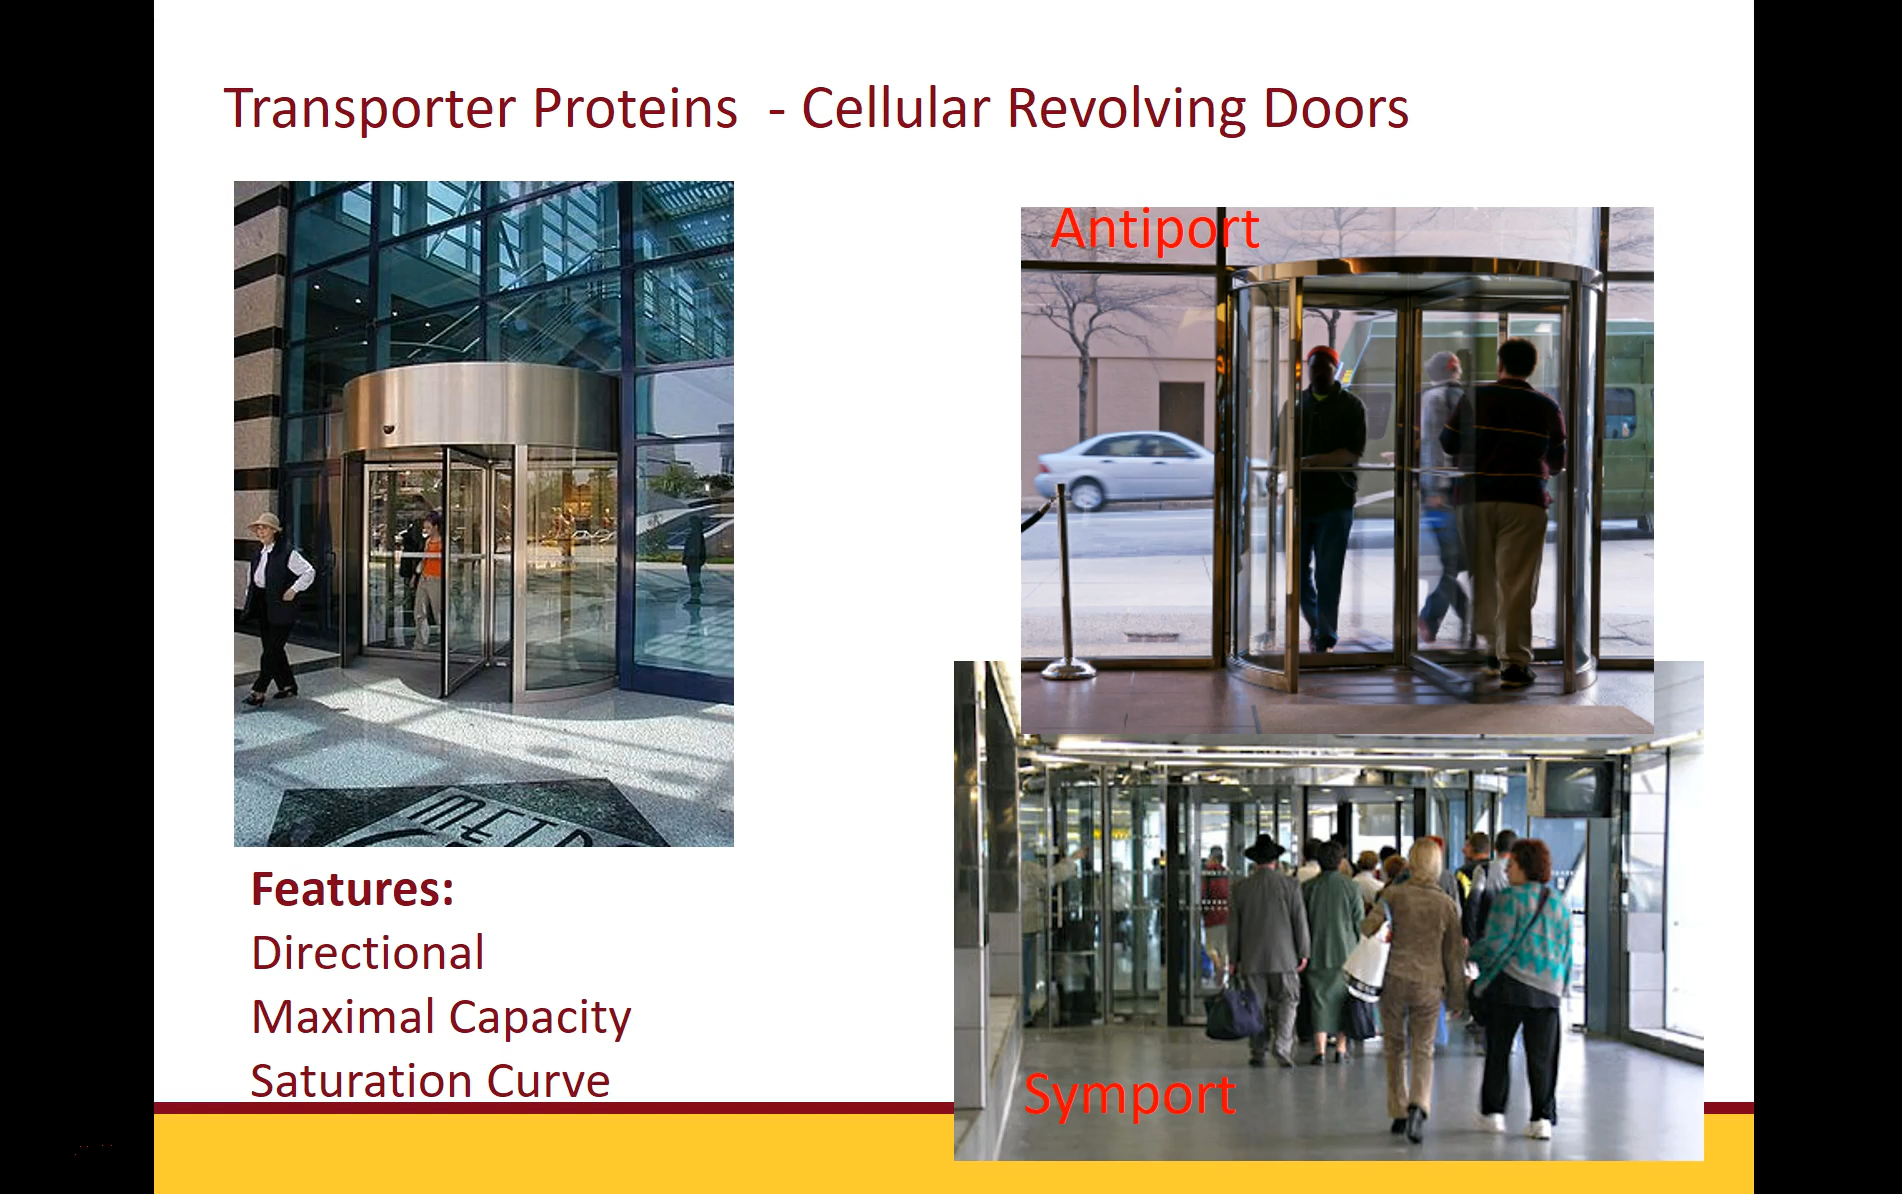 Transporter Proteins - Cellular Revolving Doors
Antiport
Features:
Directional
Maximal Capacity
Saturation Curve
Symport